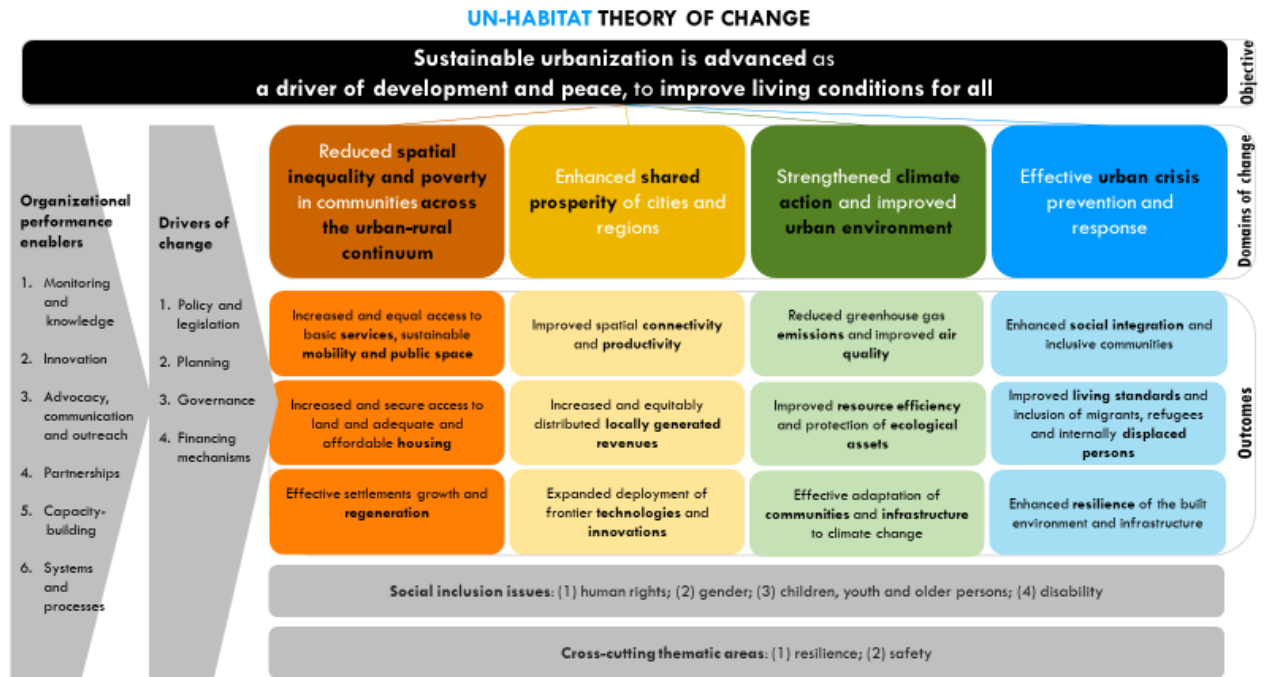 UN-HABITAT THEORY OF CHANGE
Sustainable urbanization is advanced as
a driver of development and peace, to improve living conditions for all
Objective
Organizational
performance
enablers
1. Monitoring
and
knowledge
2. Innovation
3. Advocacy,
communication
and outreach
4. Partnerships
5. Capacity-
building
6. Systems
and
processes
Drivers of
change
1. Policy and
legislation
2. Planning
3. Governance
4. Financing
mechanisms
Reduced spatial
inequality and poverty
in communities across
the urban-rural
continuum
Enhanced shared
prosperity of cities and
regions
Strengthened climate
action and improved
urban environment
Effective urban crisis
prevention and
response
Domains of change
Increased and equal access to
basic services, sustainable
mobility and public space
Improved spatial connectivity
and productivity
Reduced greenhouse gas
emissions and improved air
quality
Enhanced social integration and
inclusive communities
Increased and secure access to
land and adequate and
affordable housing
Increased and equitably
distributed locally generated
revenues
Improved resource efficiency
and protection of ecological
assets
Improved living standards and
inclusion of migrants, refugees
and internally displaced
persons
Effective settlements growth and
regeneration
Expanded deployment of
frontier technologies and
innovations
Effective adaptation of
communities and infrastructure
to climate change
Enhanced resilience of the built
environment and infrastructure
Outcomes
Social inclusion issues: (1) human rights; (2) gender; (3) children, youth and older persons; (4) disability
Cross-cutting thematic areas: (1) resilience; (2) safety